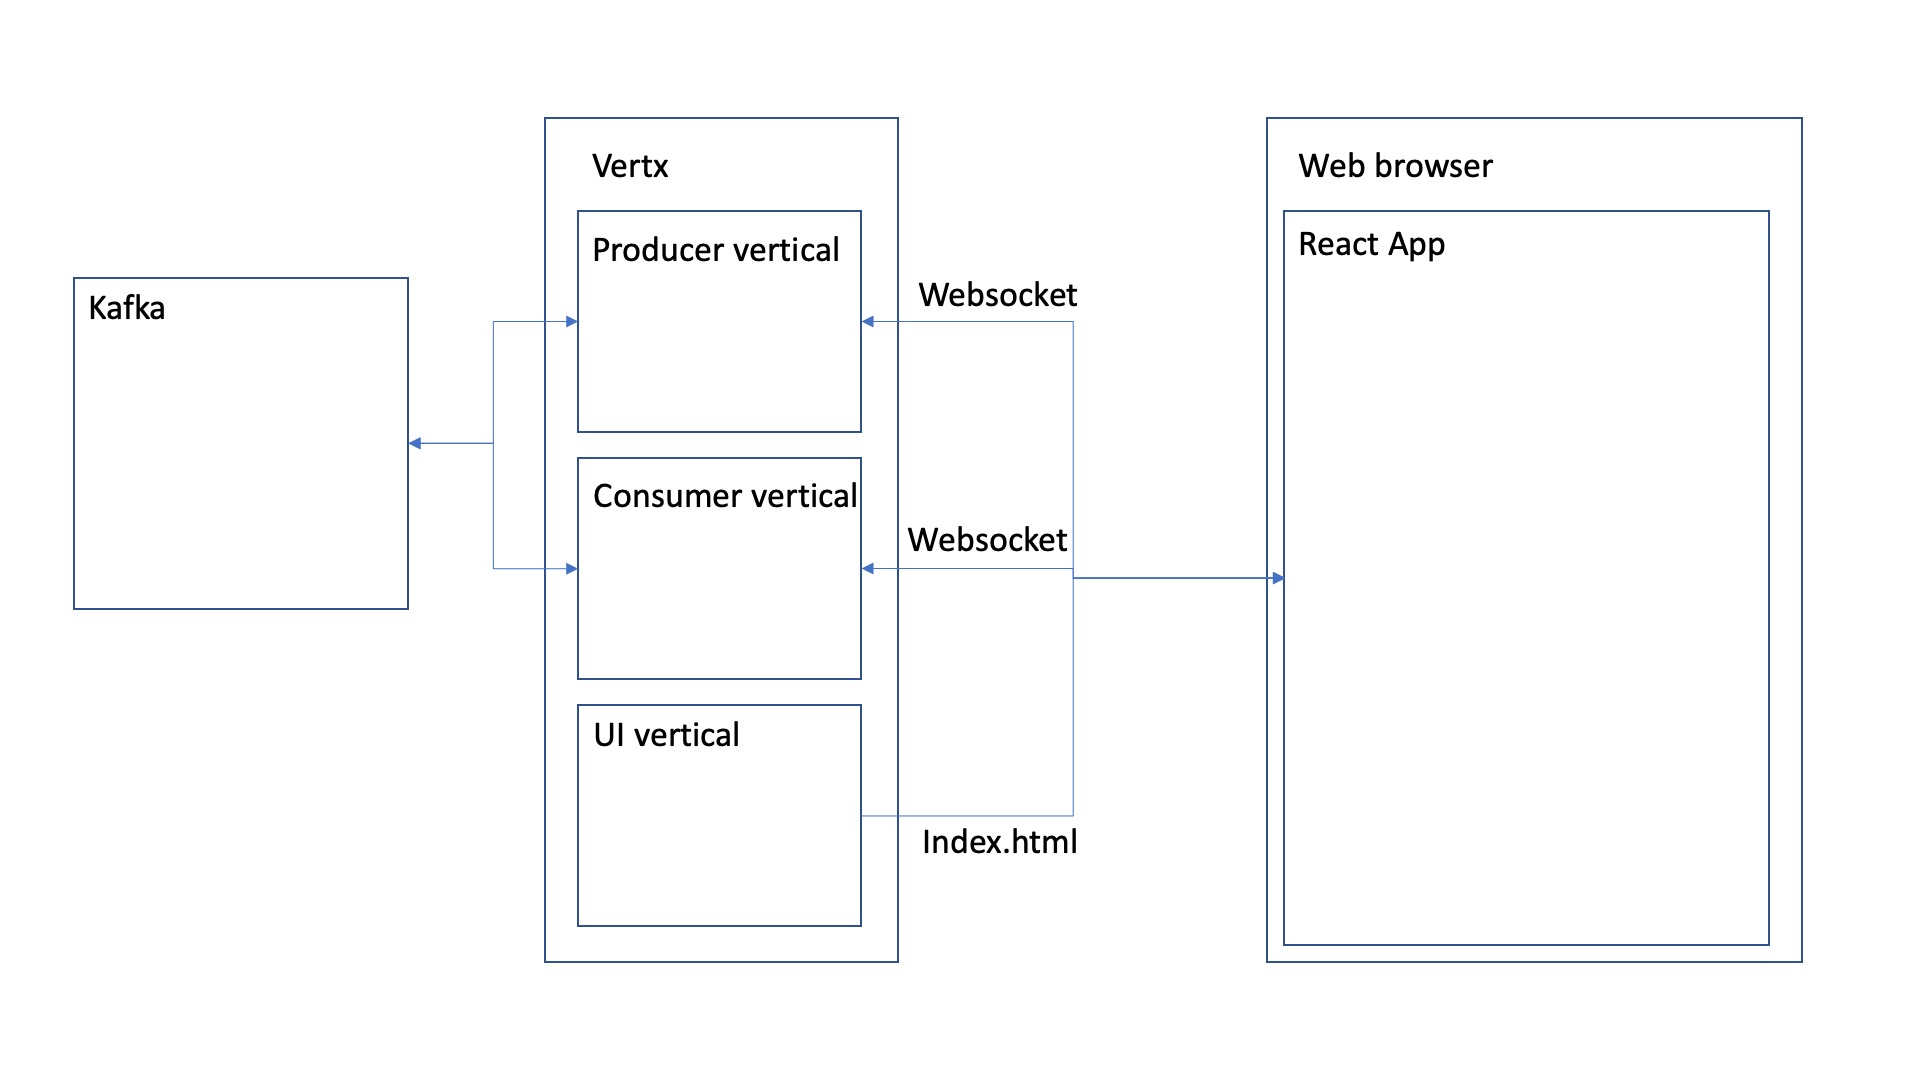 Kafka
Vertx
Producer vertical
Consumer vertical
UI vertical
Websocket
Websocket
Index.html
Web browser
React App